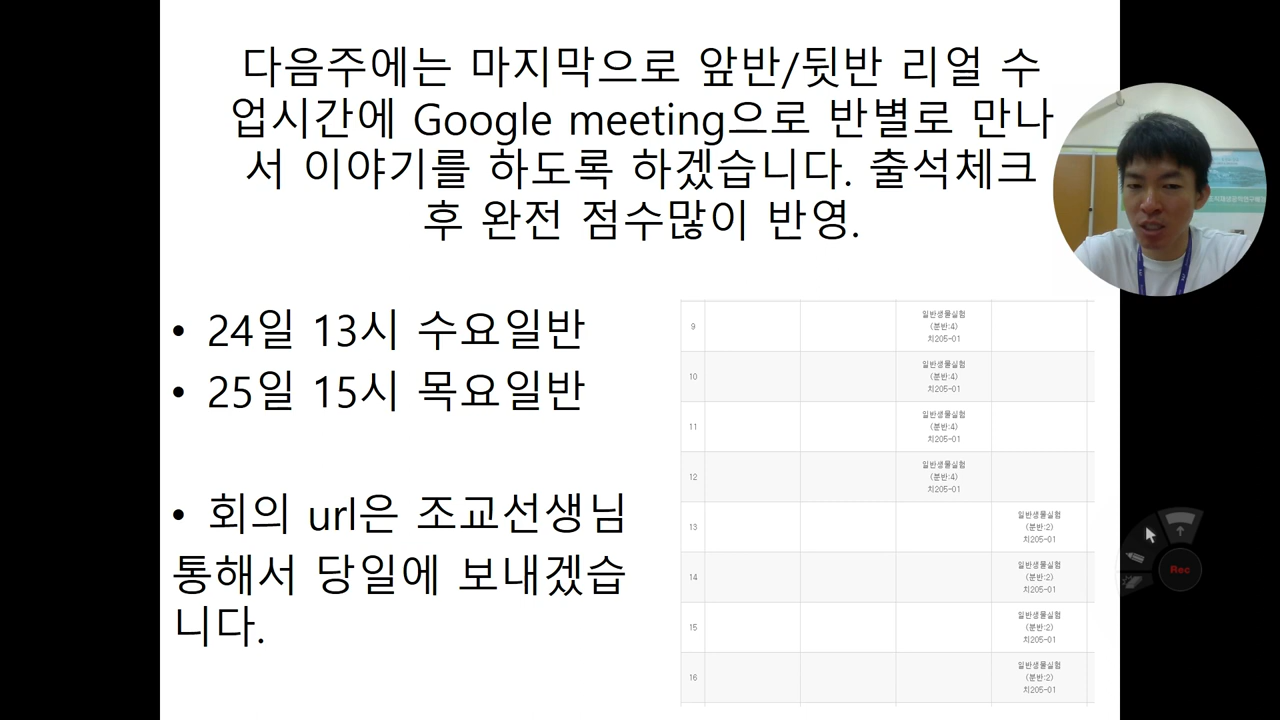 다음주에는 마지막으로 앞반/뒷반 리얼 수
업시간에 Google meeting으로 반별로 만나
서 이야기를 하도록 하겠습니다. 출석체크
후 완전 점수많이 반영.
• 24일 13시 수요일반
• 25일 15시 목요일반
• 회의 url은 조교선생님
통해서 당일에 보내겠습
니다.
9
일반생물실험
(분반:4)
치205-01
10
일반생물실험
(분반:4)
치205-01
11
일반생물실험
(분반:4)
치205-01
12
일반생물실험
(분반:4)
치205-01
13
일반생물실험
(분반:2)
치205-01
14
일반생물실험
(분반:2)
치205-01
15
일반생물실험
(분반:2)
치205-01
16
일반생물실험
(분반:2)
치205-01
Rec